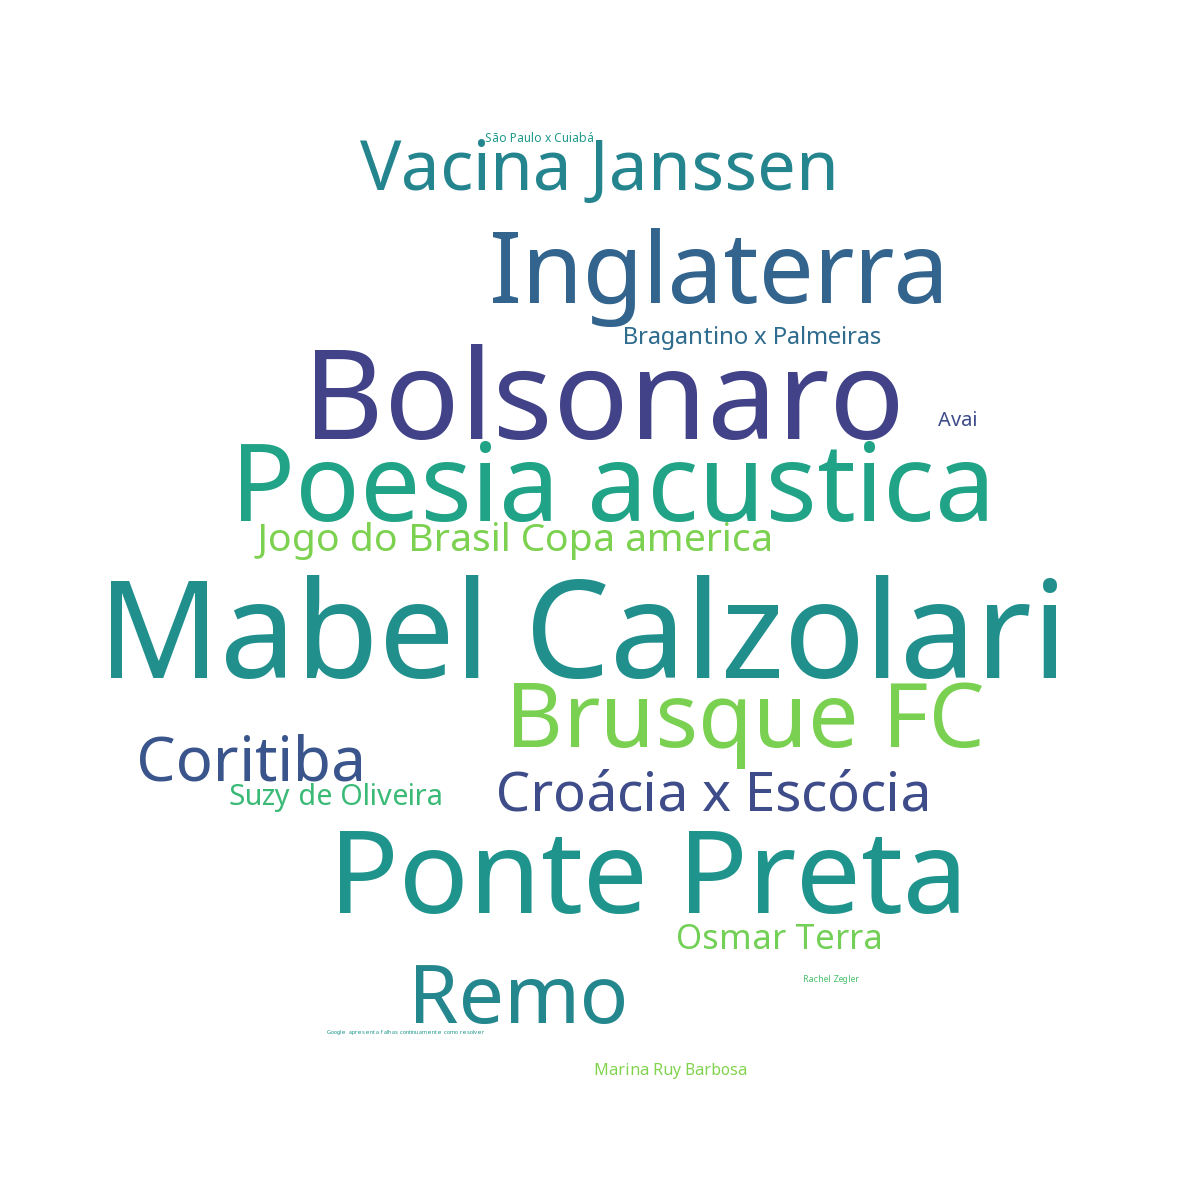 São Paulo x Cuiabá
Vacina Janssen
Inglaterra
Bragantino x Palmeiras
Bolsonaro
Avai
Poesia acustica
Jogo do Brasil Copa america
Mabel Calzolari
Brusque FC
Coritiba
Suzy de Oliveira
Croácia x Escócia
Ponte Preta
Osmar Terra
Remo
Rachel Zegler
Google apresenta falhas continuamente como resolver
Marina Ruy Barbosa